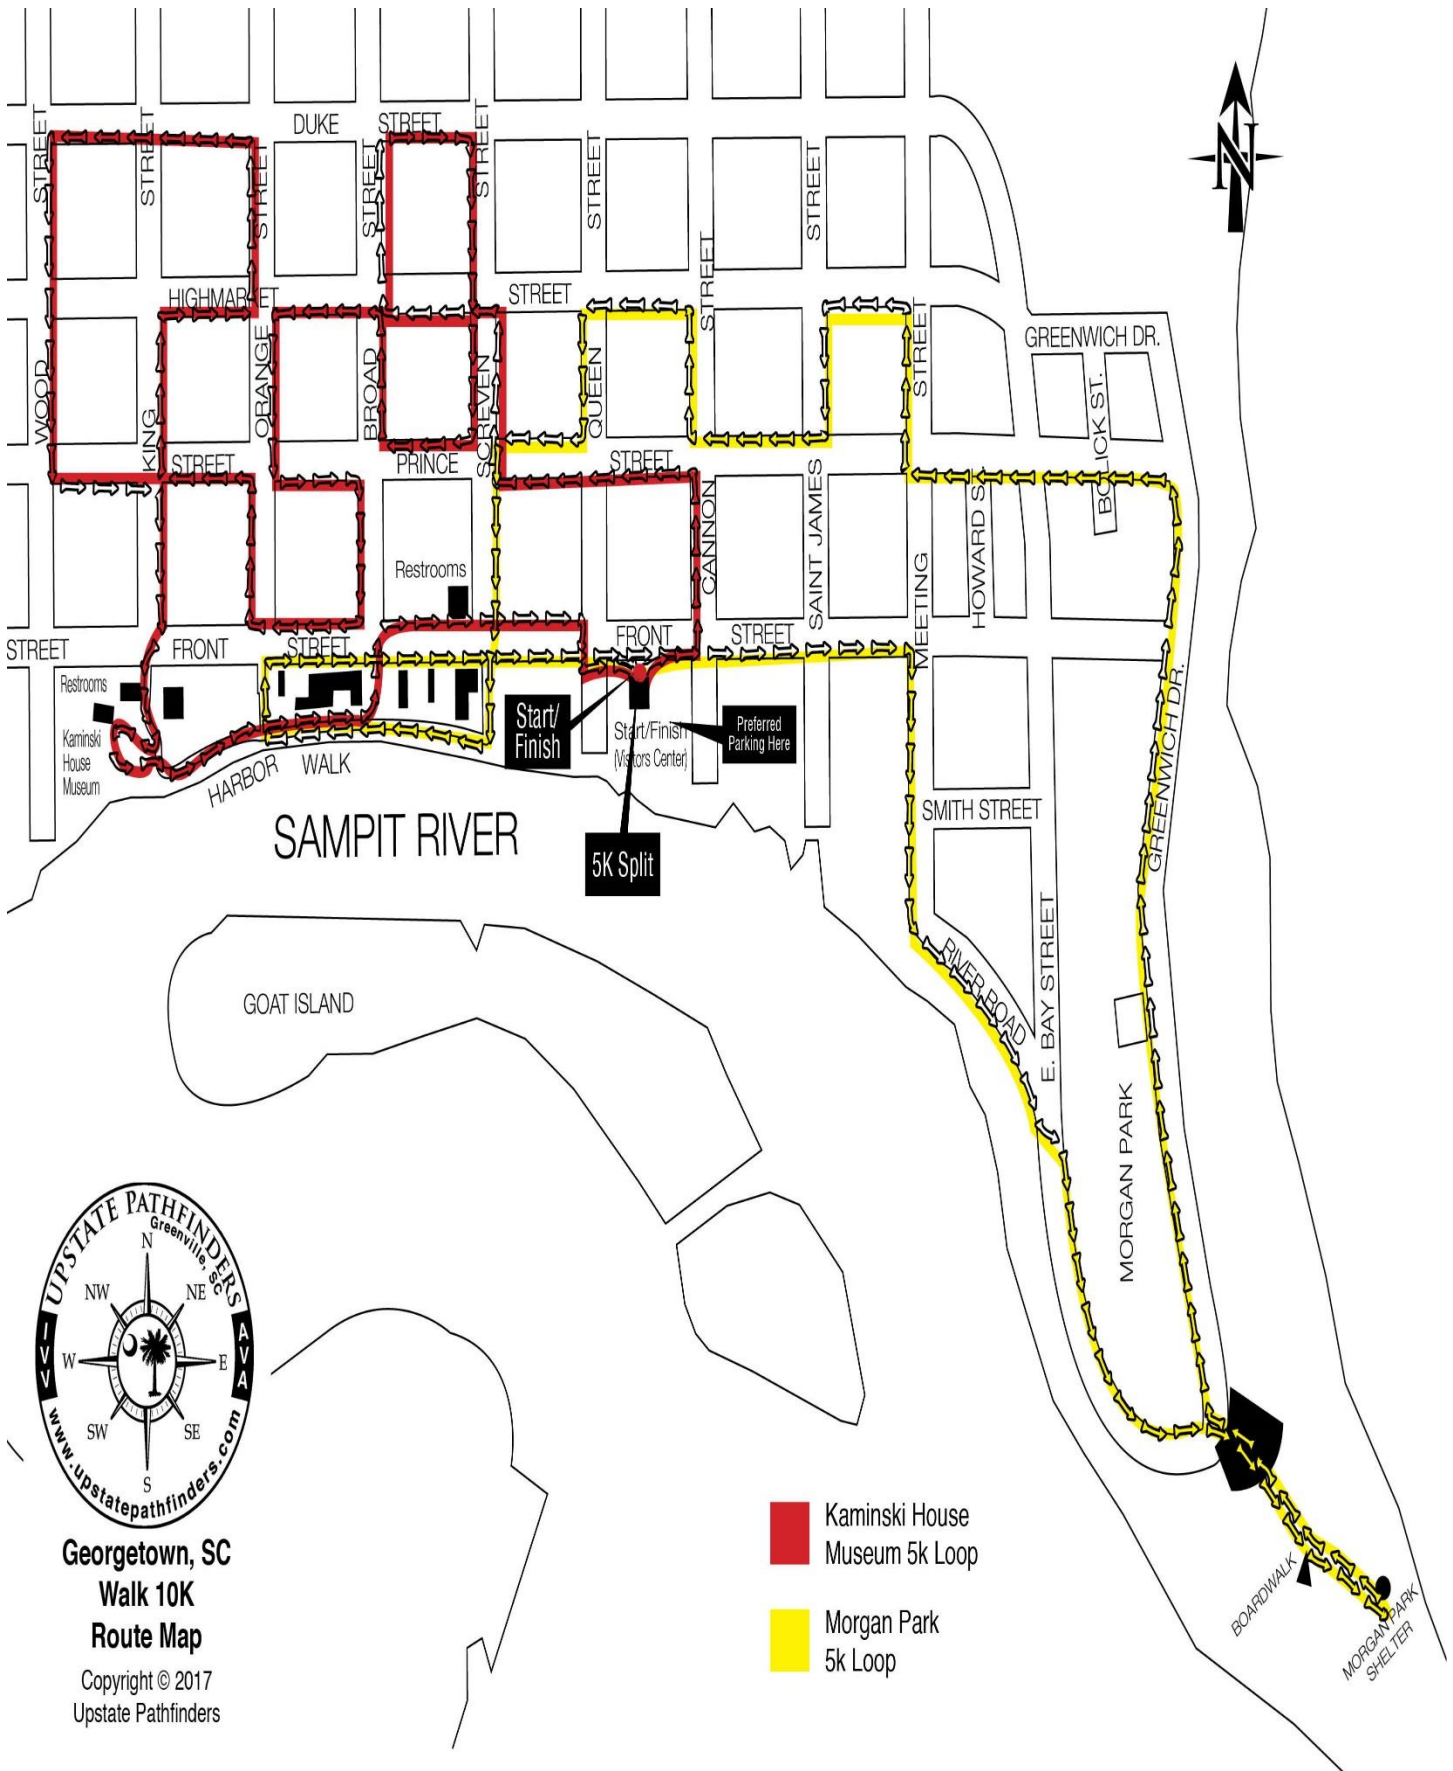 DUKE STREET
STREET
STREET
STREET
STREET
STREET
STREET
STREET
STREET
STREET
N
HIGHMARKET
STREET
GREENWICH DR.
WOOD
KING
ORANGE
BROAD
SCREVEN
QUEEN
PRINCE
STREET
STREET
CANNON
SAINT JAMES
MEETING
HOWARD S
BOLICK ST.
Restrooms
STREET
FRONT
STREET
FRONT
STREET
Restrooms
Kaminski
House
Museum
HARBOR WALK
Start/
Finish
Start/Finish
(Visitors Center)
Preferred
Parking Here
5K Split
SAMPIT RIVER
SMITH STREET
GREENWICH DR.
RIVER ROAD
E. BAY STREET
MORGAN PARK
GOAT ISLAND
UPSTATE PATHFINDERS
Greenville, SC
N
NW NE
W E
SW SE
S
IVV
AVA
www.upstatepathfinders.com
Georgetown, SC
Walk 10K
Route Map
Copyright © 2017
Upstate Pathfinders
Kaminski House
Museum 5k Loop
Morgan Park
5k Loop
BOARDWALK
MORGAN PARK
SHELTER